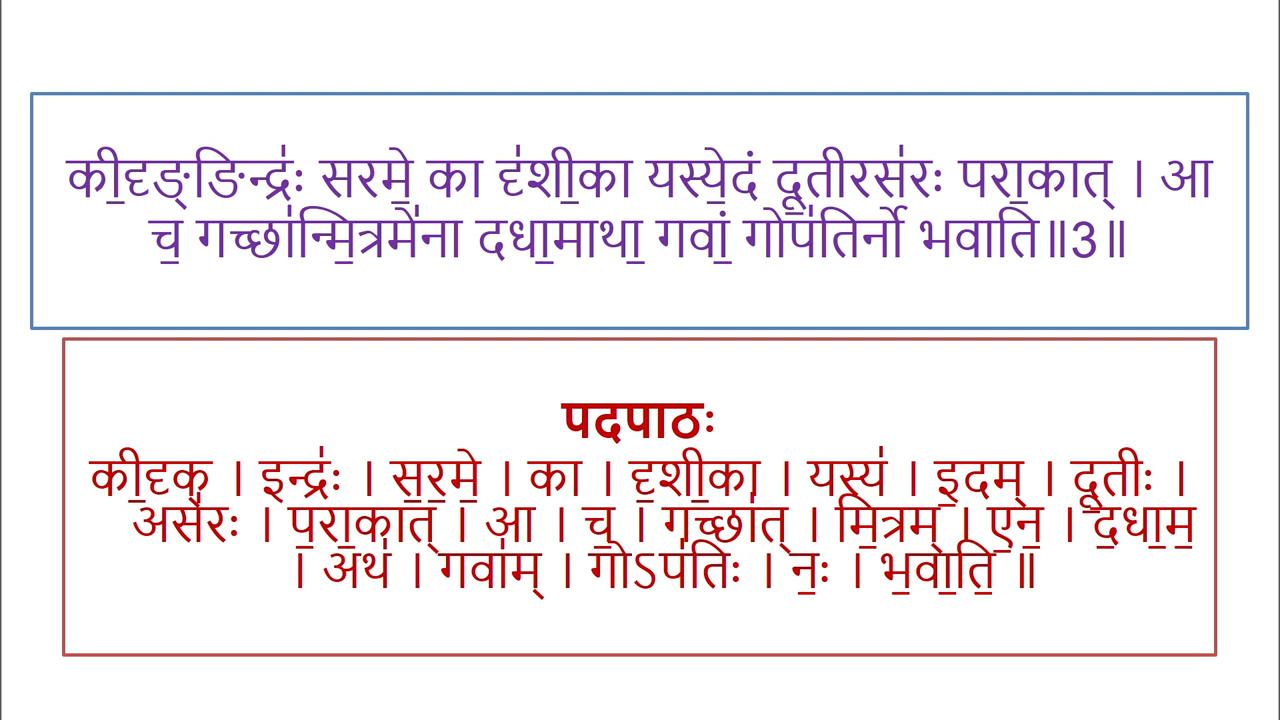 की॒दृङ्ङिन्द्रः॑ सरमे॒ का दृ॑शी॒का यस्ये॒दं दू॒तीरस॑रः परा॒कात् । आ
च॒ गच्छा॑न्मि॒त्रमे॑ना दधा॒माथा॒ गवां॒ गोप॑तिर्नो भवाति॥3॥
पदपाठः
की॒दृक् । इन्द्रः॑ । स॒र॒मे॒ । का । दृ॒शी॒का । यस्य॑ । इ॒दम् । दू॒तीः ।
अस॑रः । प॒रा॒कात् । आ । च॒ । गच्छा॑त् । मि॒त्रम् । ए॒न॒ । द॒धा॒म॒
। अथ॑ । गवा॑म् । गोऽप॑तिः । नः॒ । भ॒वा॒ति॒ ॥